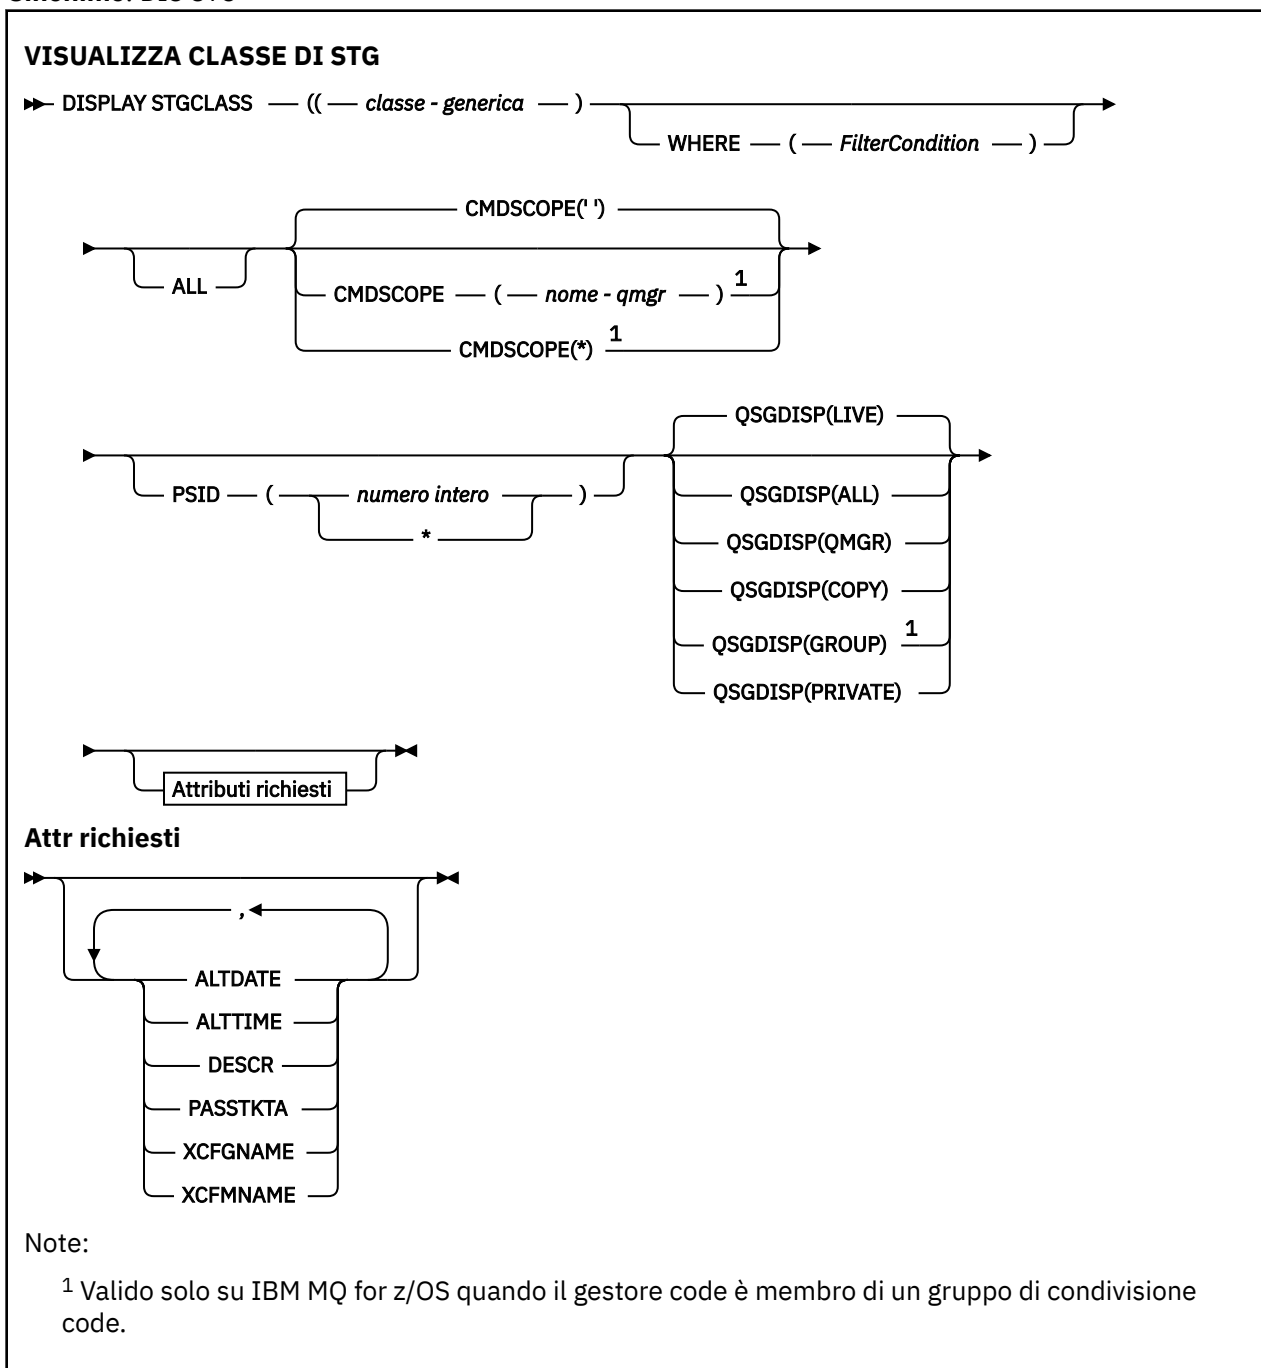 VISUALIZZA CLASSE DI STG
DISPLAY STGCLASS (( classe - generica )
WHERE ( FilterCondition )
CMDSCOPE(' ')
ALL
CMDSCOPE ( nome - qmgr ) 1
CMDSCOPE(*) 1
QSGDISP(LIVE)
PSID ( numero intero )
*
QSGDISP(ALL)
QSGDISP(QMGR)
QSGDISP(COPY)
QSGDISP(GROUP) 1
QSGDISP(PRIVATE)
Attributi richiesti
Attr richiesti
,
ALTDATE
ALTTIME
DESCR
PASSTKTA
XCFGNAME
XCFMNAME
Note:
1 Valido solo su IBM MQ for z/OS quando il gestore code è membro di un gruppo di condivisione
code.